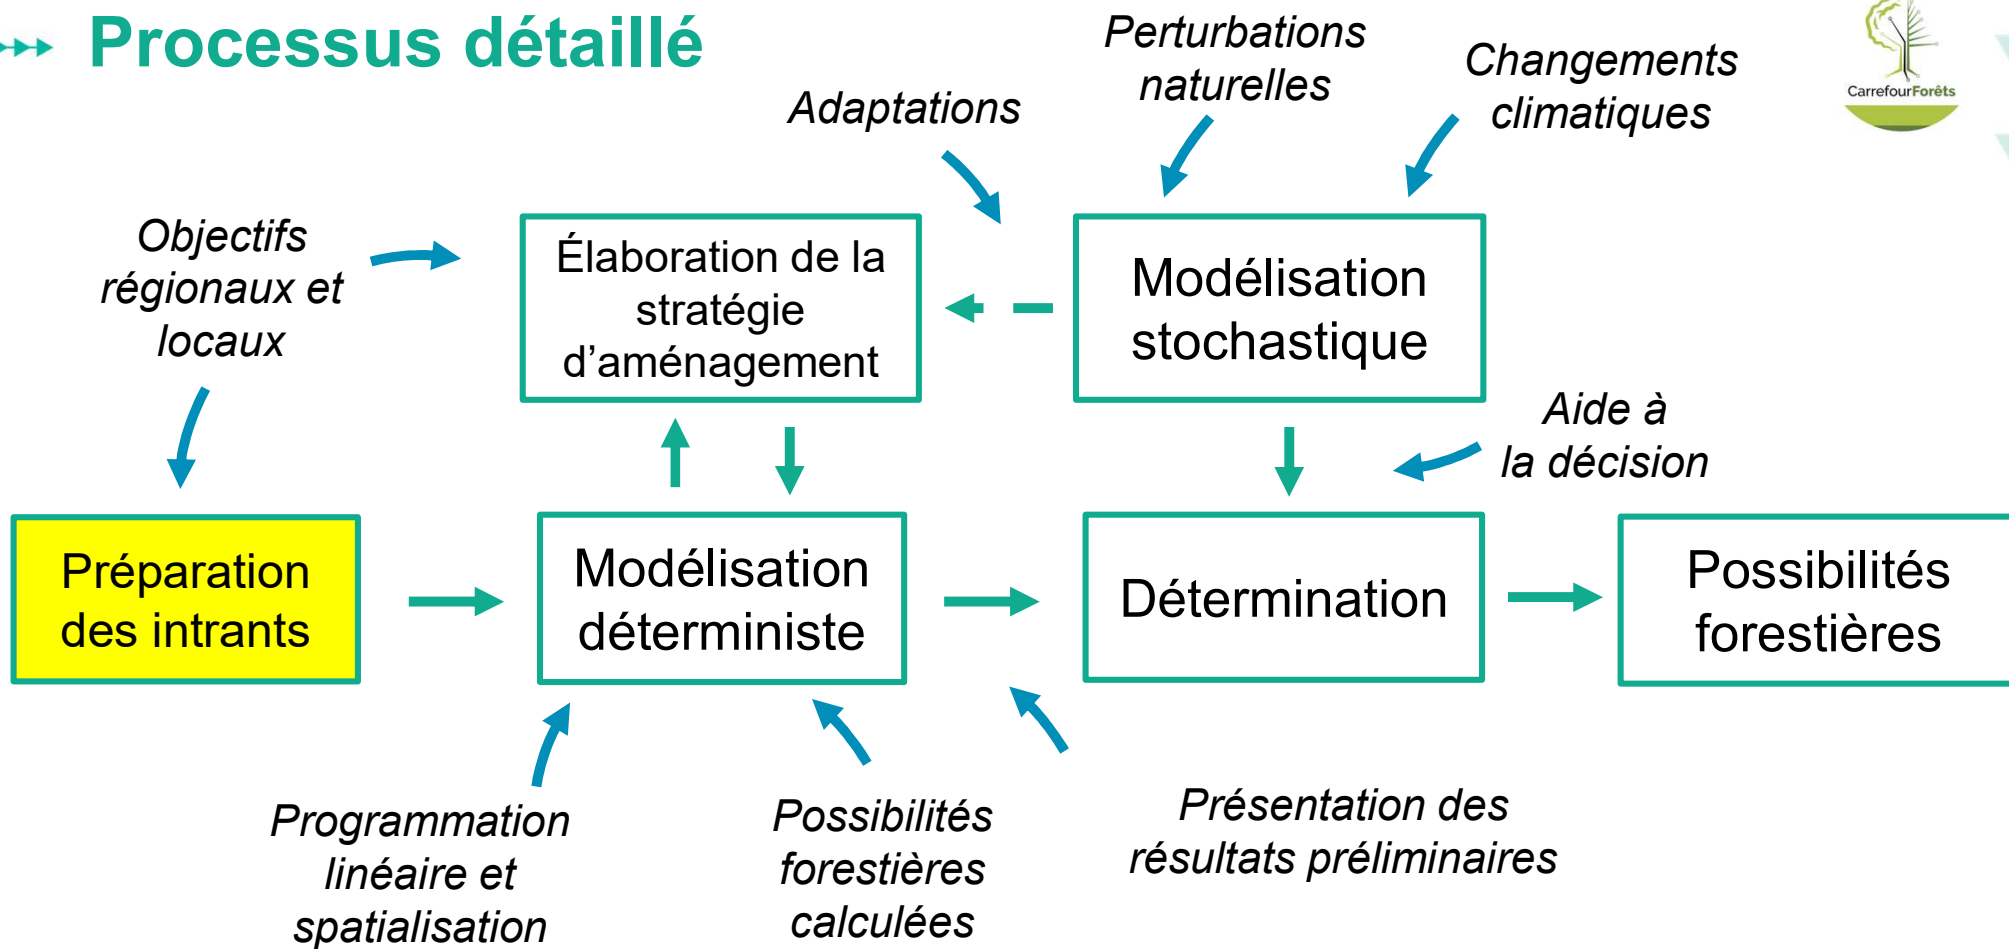 Processus détaillé
Perturbations
naturelles
Changements
climatiques
CarrefourForêts
Adaptations
Objectifs
régionaux et
locaux
Élaboration de la
stratégie
d’aménagement
Modélisation
stochastique
Aide à
la décision
Préparation
des intrants
Modélisation
déterministe
Détermination
Possibilités
forestières
Programmation
linéaire et
spatialisation
Possibilités
forestières
calculées
Présentation des
résultats préliminaires